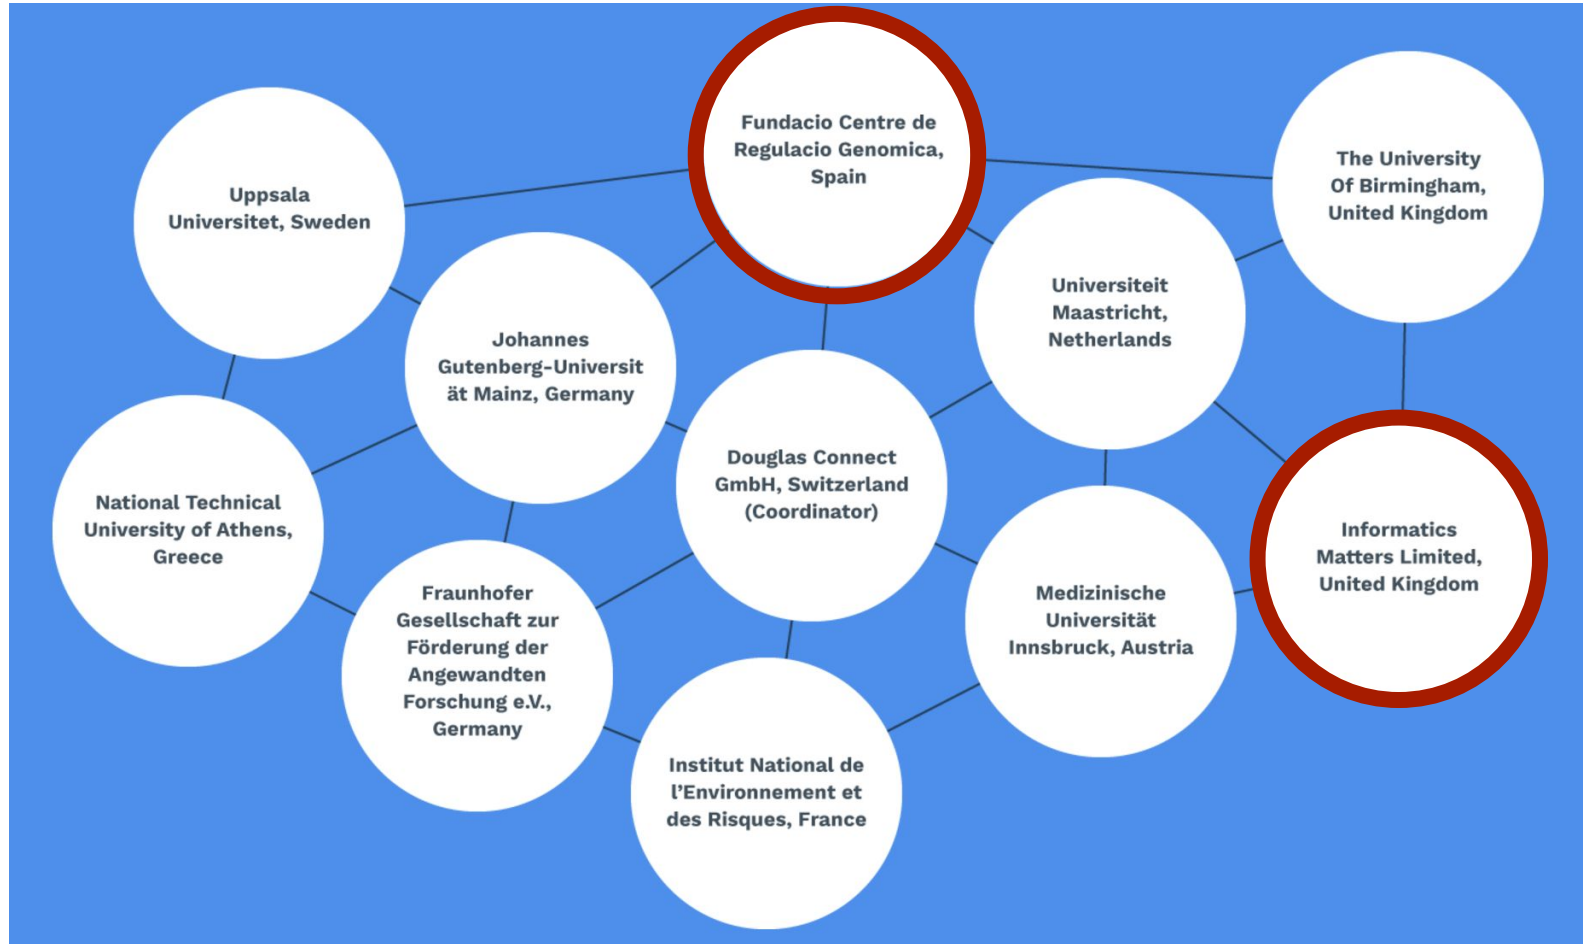 Fundacio Centre de
Regulacio Genomica,
Spain
The University
Of Birmingham,
United Kingdom
Uppsala
Universitet, Sweden
Universiteit
Maastricht,
Netherlands
Johannes
Gutenberg-Universit
ät Mainz, Germany
Douglas Connect
GmbH, Switzerland
(Coordinator)
National Technical
University of Athens,
Greece
Informatics
Matters Limited,
United Kingdom
Fraunhofer
Gesellschaft zur
Förderung der
Angewandten
Forschung e.V.,
Germany
Medizinische
Universität
Innsbruck, Austria
Institut National de
l’Environnement et
des Risques, France